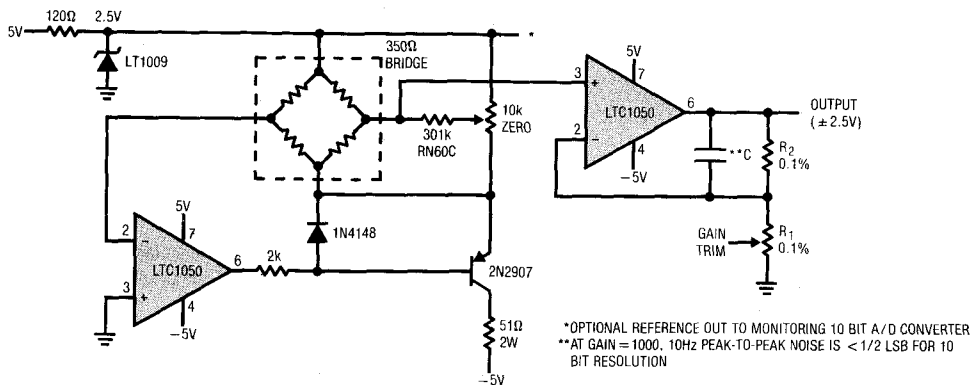 120Ω
2.5V
5V
*
LT1009
350Ω
BRIDGE
301k
RN60C
10k
ZERO
5V
7
3
+
LTC1050
6
2
−
4
−5V
OUTPUT
(±2.5V)
**C
R2
0.1%
GAIN
TRIM
R1
0.1%
1N4148
5V
7
2
−
LTC1050
6
2k
3
+
4
−5V
2N2907
51Ω
2W
−5V
*OPTIONAL REFERENCE OUT TO MONITORING 10 BIT A/D CONVERTER
**AT GAIN = 1000, 10Hz PEAK-TO-PEAK NOISE IS <1/2 LSB FOR 10
BIT RESOLUTION